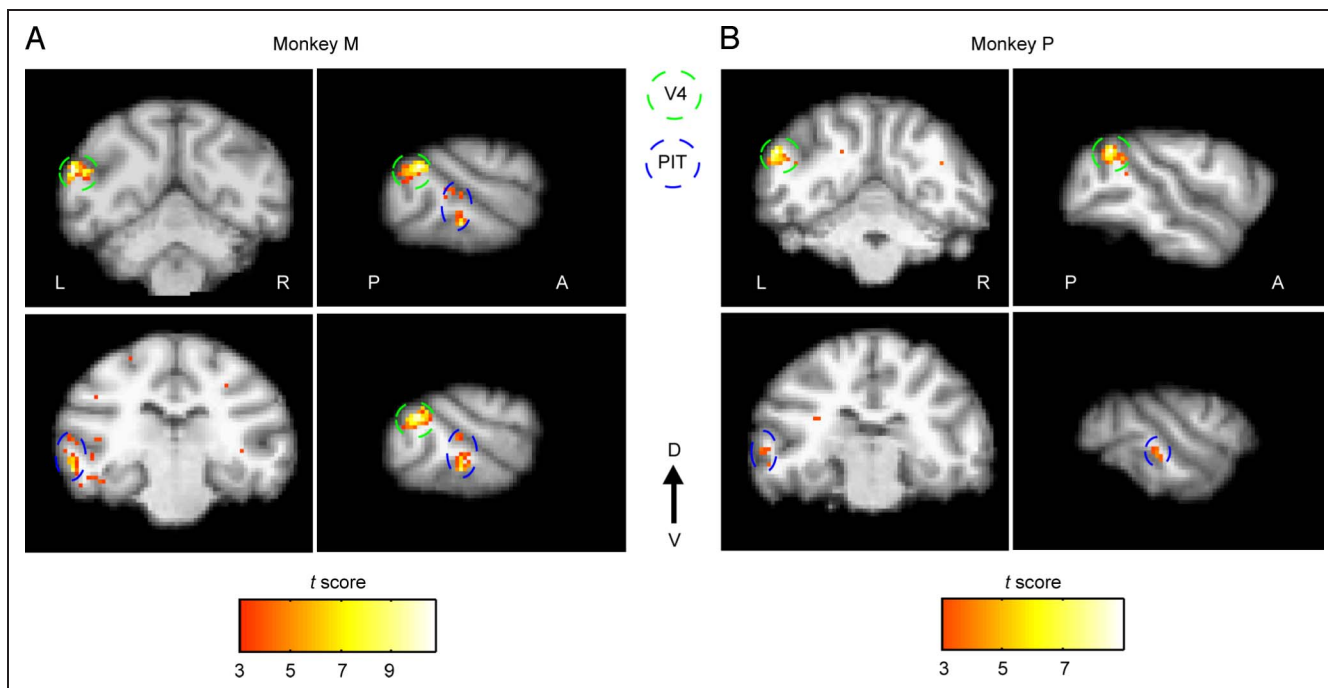 A
Monkey M
V4
PIT
B
Monkey P
L R
P A
L R
P A
D
V
t score
3 5 7 9
t score
3 5 7